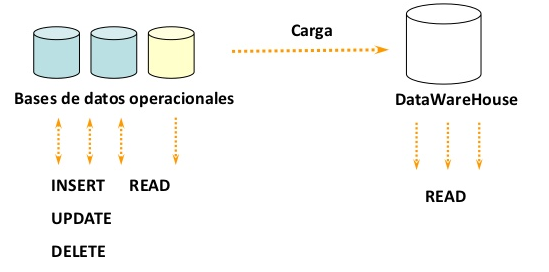 Carga
Bases de datos operacionales
DataWareHouse
INSERT READ
UPDATE
DELETE
READ